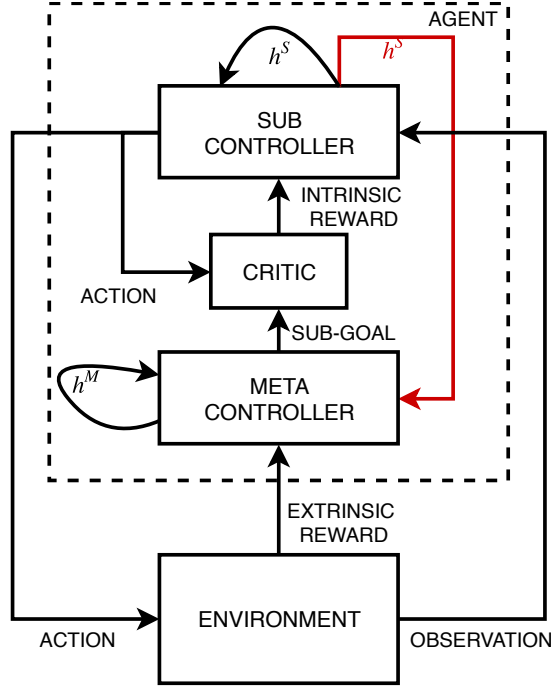 AGENT
h^S
h^S
SUB
CONTROLLER
INTRINSIC
REWARD
CRITIC
ACTION
SUB-GOAL
h^M
META
CONTROLLER
EXTRINSIC
REWARD
ENVIRONMENT
ACTION
OBSERVATION